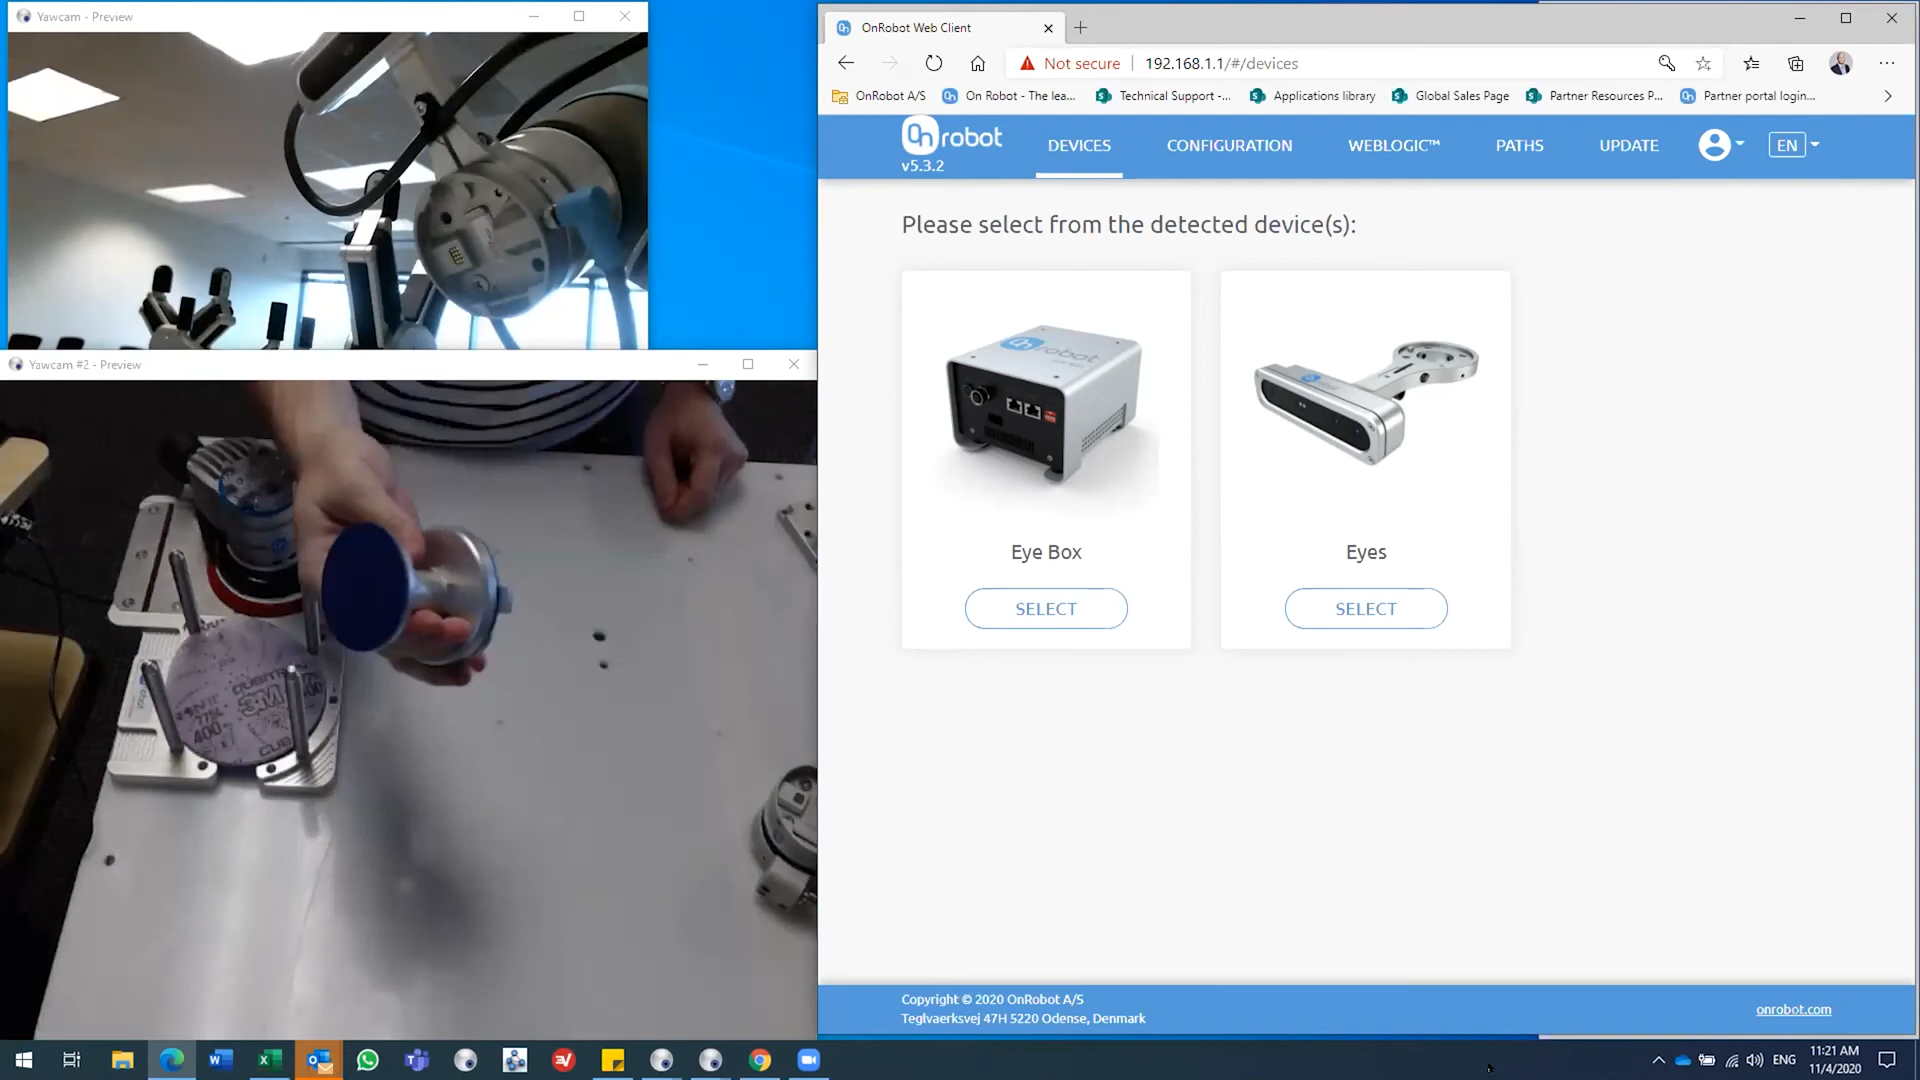 Yawcam - Preview
Yawcam #2 - Preview
3M
400
OnRobot Web Client
Not secure
192.168.1.1/#/devices
OnRobot A/S
On Robot - The lea...
Technical Support -...
Applications library
Global Sales Page
Partner Resources P...
Partner portal login...
On robot
v5.3.2
DEVICES
CONFIGURATION
WEBLOGIC™
PATHS
UPDATE
EN
Please select from the detected device(s):
On robot
Eye Box
Eyes
SELECT
SELECT
Copyright © 2020 OnRobot A/S
Teglvaerksvej 47H 5220 Odense, Denmark
onrobot.com
ENG
11:21 AM
11/4/2020